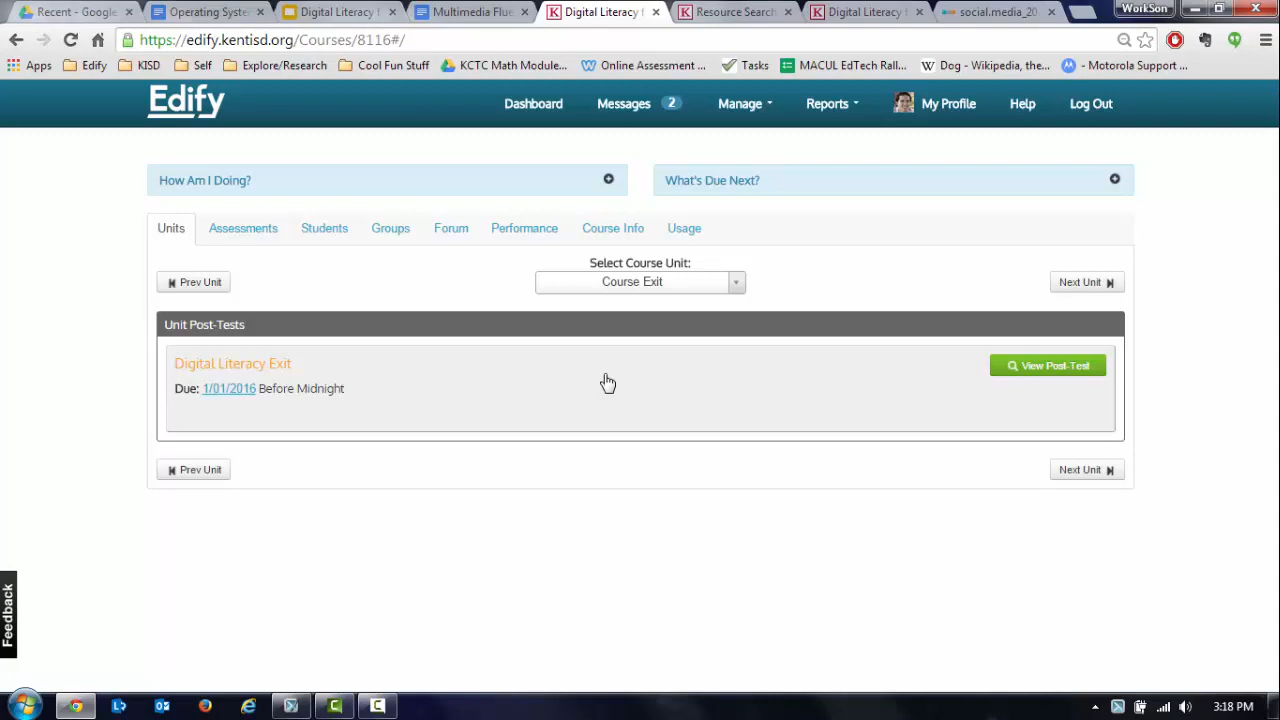 Recent - Google
Operating Syste
Digital Literacy f
Multimedia Flue
Digital Literacy f
Resource Search
Digital Literacy f
social.media_20
WorkSon
https://edify.kentisd.org/Courses/8116#/
Apps
Edify
KISD
Self
Explore/Research
Cool Fun Stuff
KCTC Math Module...
Online Assessment ...
Tasks
MACUL EdTech Rall...
Dog - Wikipedia, the...
- Motorola Support ...
Edify
Dashboard
Messages 2
Manage
Reports
My Profile
Help
Log Out
How Am I Doing?
What's Due Next?
Units
Assessments
Students
Groups
Forum
Performance
Course Info
Usage
Select Course Unit:
Prev Unit
Course Exit
Next Unit
Unit Post-Tests
Digital Literacy Exit
View Post-Test
Due: 1/01/2016 Before Midnight
Prev Unit
Next Unit
Feedback
3:18 PM